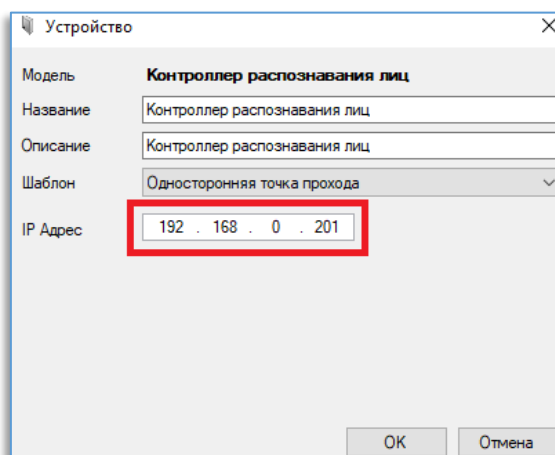 Устройство
Модель Контроллер распознавания лиц
Название Контроллер распознавания лиц
Описание Контроллер распознавания лиц
Шаблон Односторонняя точка прохода
IP Адрес 192 . 168 . 0 . 201
OK Отмена